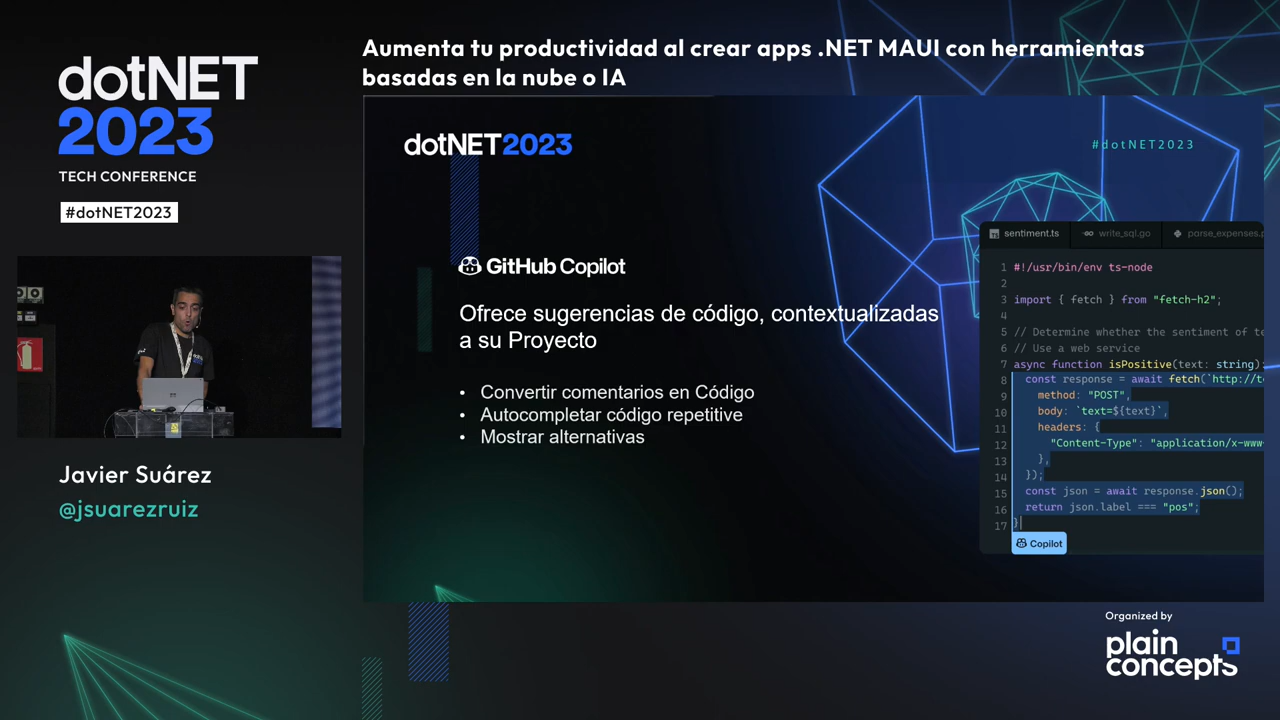 dotNET
2023
TECH CONFERENCE
#dotNET2023
Javier Suárez
@jsuarezruiz
Aumenta tu productividad al crear apps .NET MAUI con herramientas
basadas en la nube o IA
dotNET2023
#dotNET2023
GitHub Copilot
Ofrece sugerencias de código, contextualizadas
a su Proyecto
• Convertir comentarios en Código
• Autocompletar código repetitive
• Mostrar alternativas
sentiment.ts write_sql.go parse_expenses.p
1 #!/usr/bin/env ts-node
2
3 import { fetch } from "fetch-h2";
4
5 // Determine whether the sentiment of te
6 // Use a web service
7 async function isPositive(text: string):
8 const response = await fetch(`http://te
9 method: "POST",
10 body: `text=${text}`,
11 headers: {
12 "Content-Type": "application/x-www-
13 },
14 });
15 const json = await response.json();
16 return json.label === "pos";
17 }
Copilot
Organized by
plain
concepts